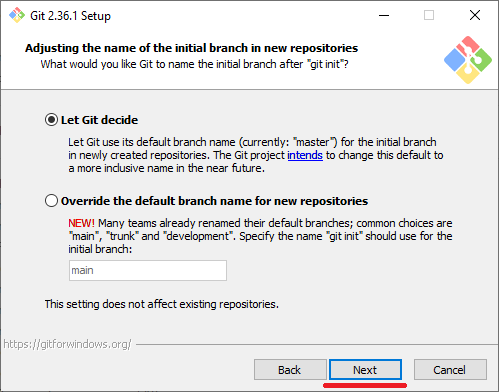 Git 2.36.1 Setup
Adjusting the name of the initial branch in new repositories
What would you like Git to name the initial branch after "git init"?
Let Git decide
Let Git use its default branch name (currently: "master") for the initial branch
in newly created repositories. The Git project intends to change this default to
a more inclusive name in the near future.
Override the default branch name for new repositories
NEW! Many teams already renamed their default branches; common choices are
"main", "trunk" and "development". Specify the name "git init" should use for the
initial branch:
main
This setting does not affect existing repositories.
https://gitforwindows.org/
Back Next Cancel